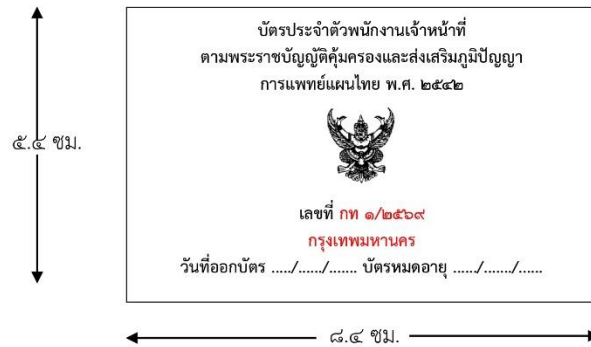 บัตรประจำตัวพนักงานเจ้าหน้าที่
ตามพระราชบัญญัติคุ้มครองและส่งเสริมภูมิปัญญา
การแพทย์แผนไทย พ.ศ. ๒๕๔๒
๕.๔ ซม.
เลขที่ กท ๑/๒๕๖๙
กรุงเทพมหานคร
วันที่ออกบัตร ...../....../....... บัตรหมดอายุ ...../......./......
๘.๔ ซม.